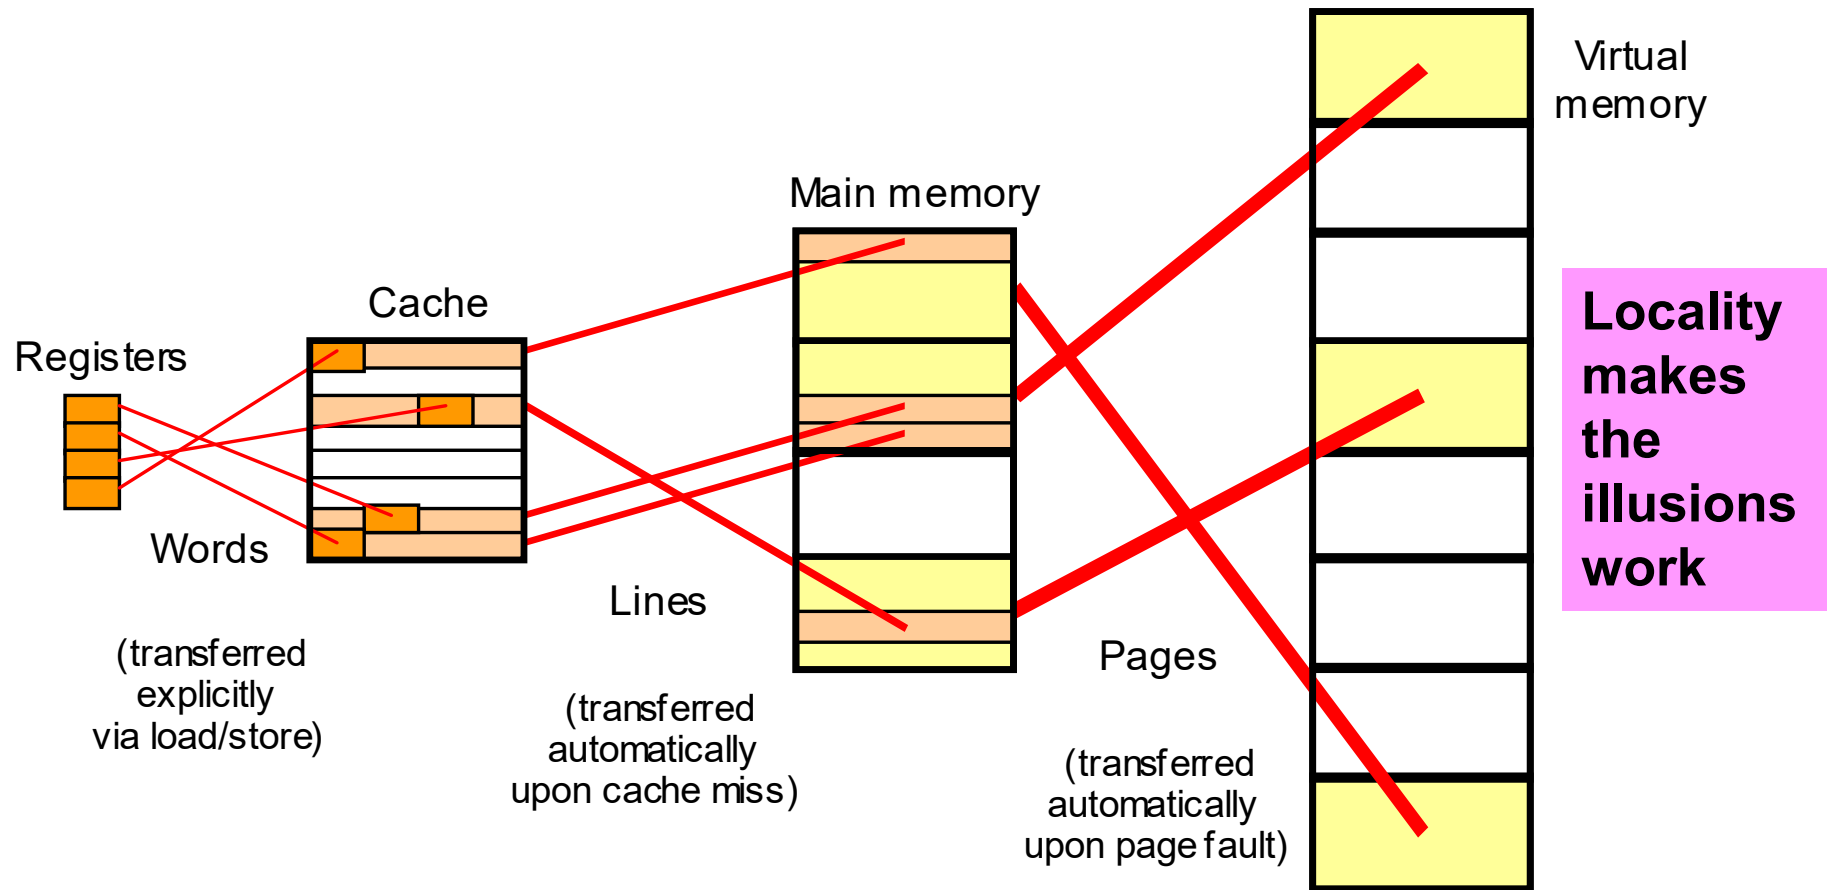 Virtual
memory
Main memory
Cache
Registers
Locality
makes
the
illusions
work
Words
Lines
Pages
(transferred
explicitly
via load/store)
(transferred
automatically
upon cache miss)
(transferred
automatically
upon page fault)